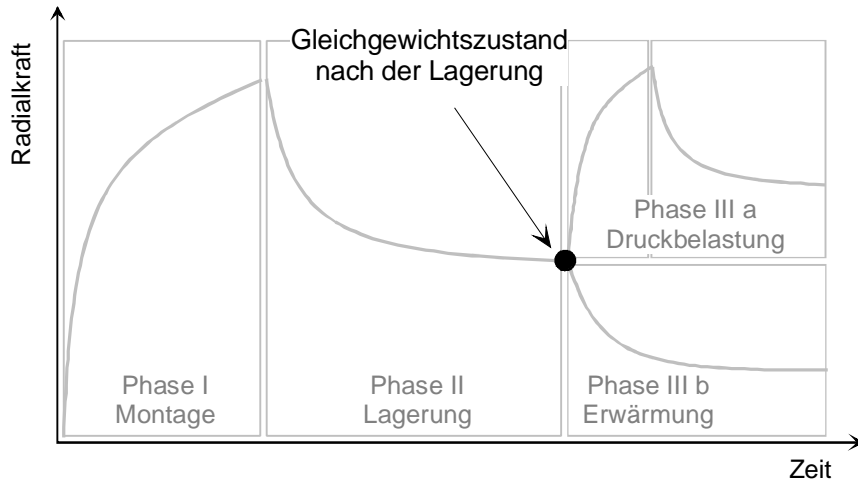 Radialkraft
Gleichgewichtszustand
nach der Lagerung
Phase III a
Druckbelastung
Phase I
Montage
Phase II
Lagerung
Phase III b
Erwärmung
Zeit